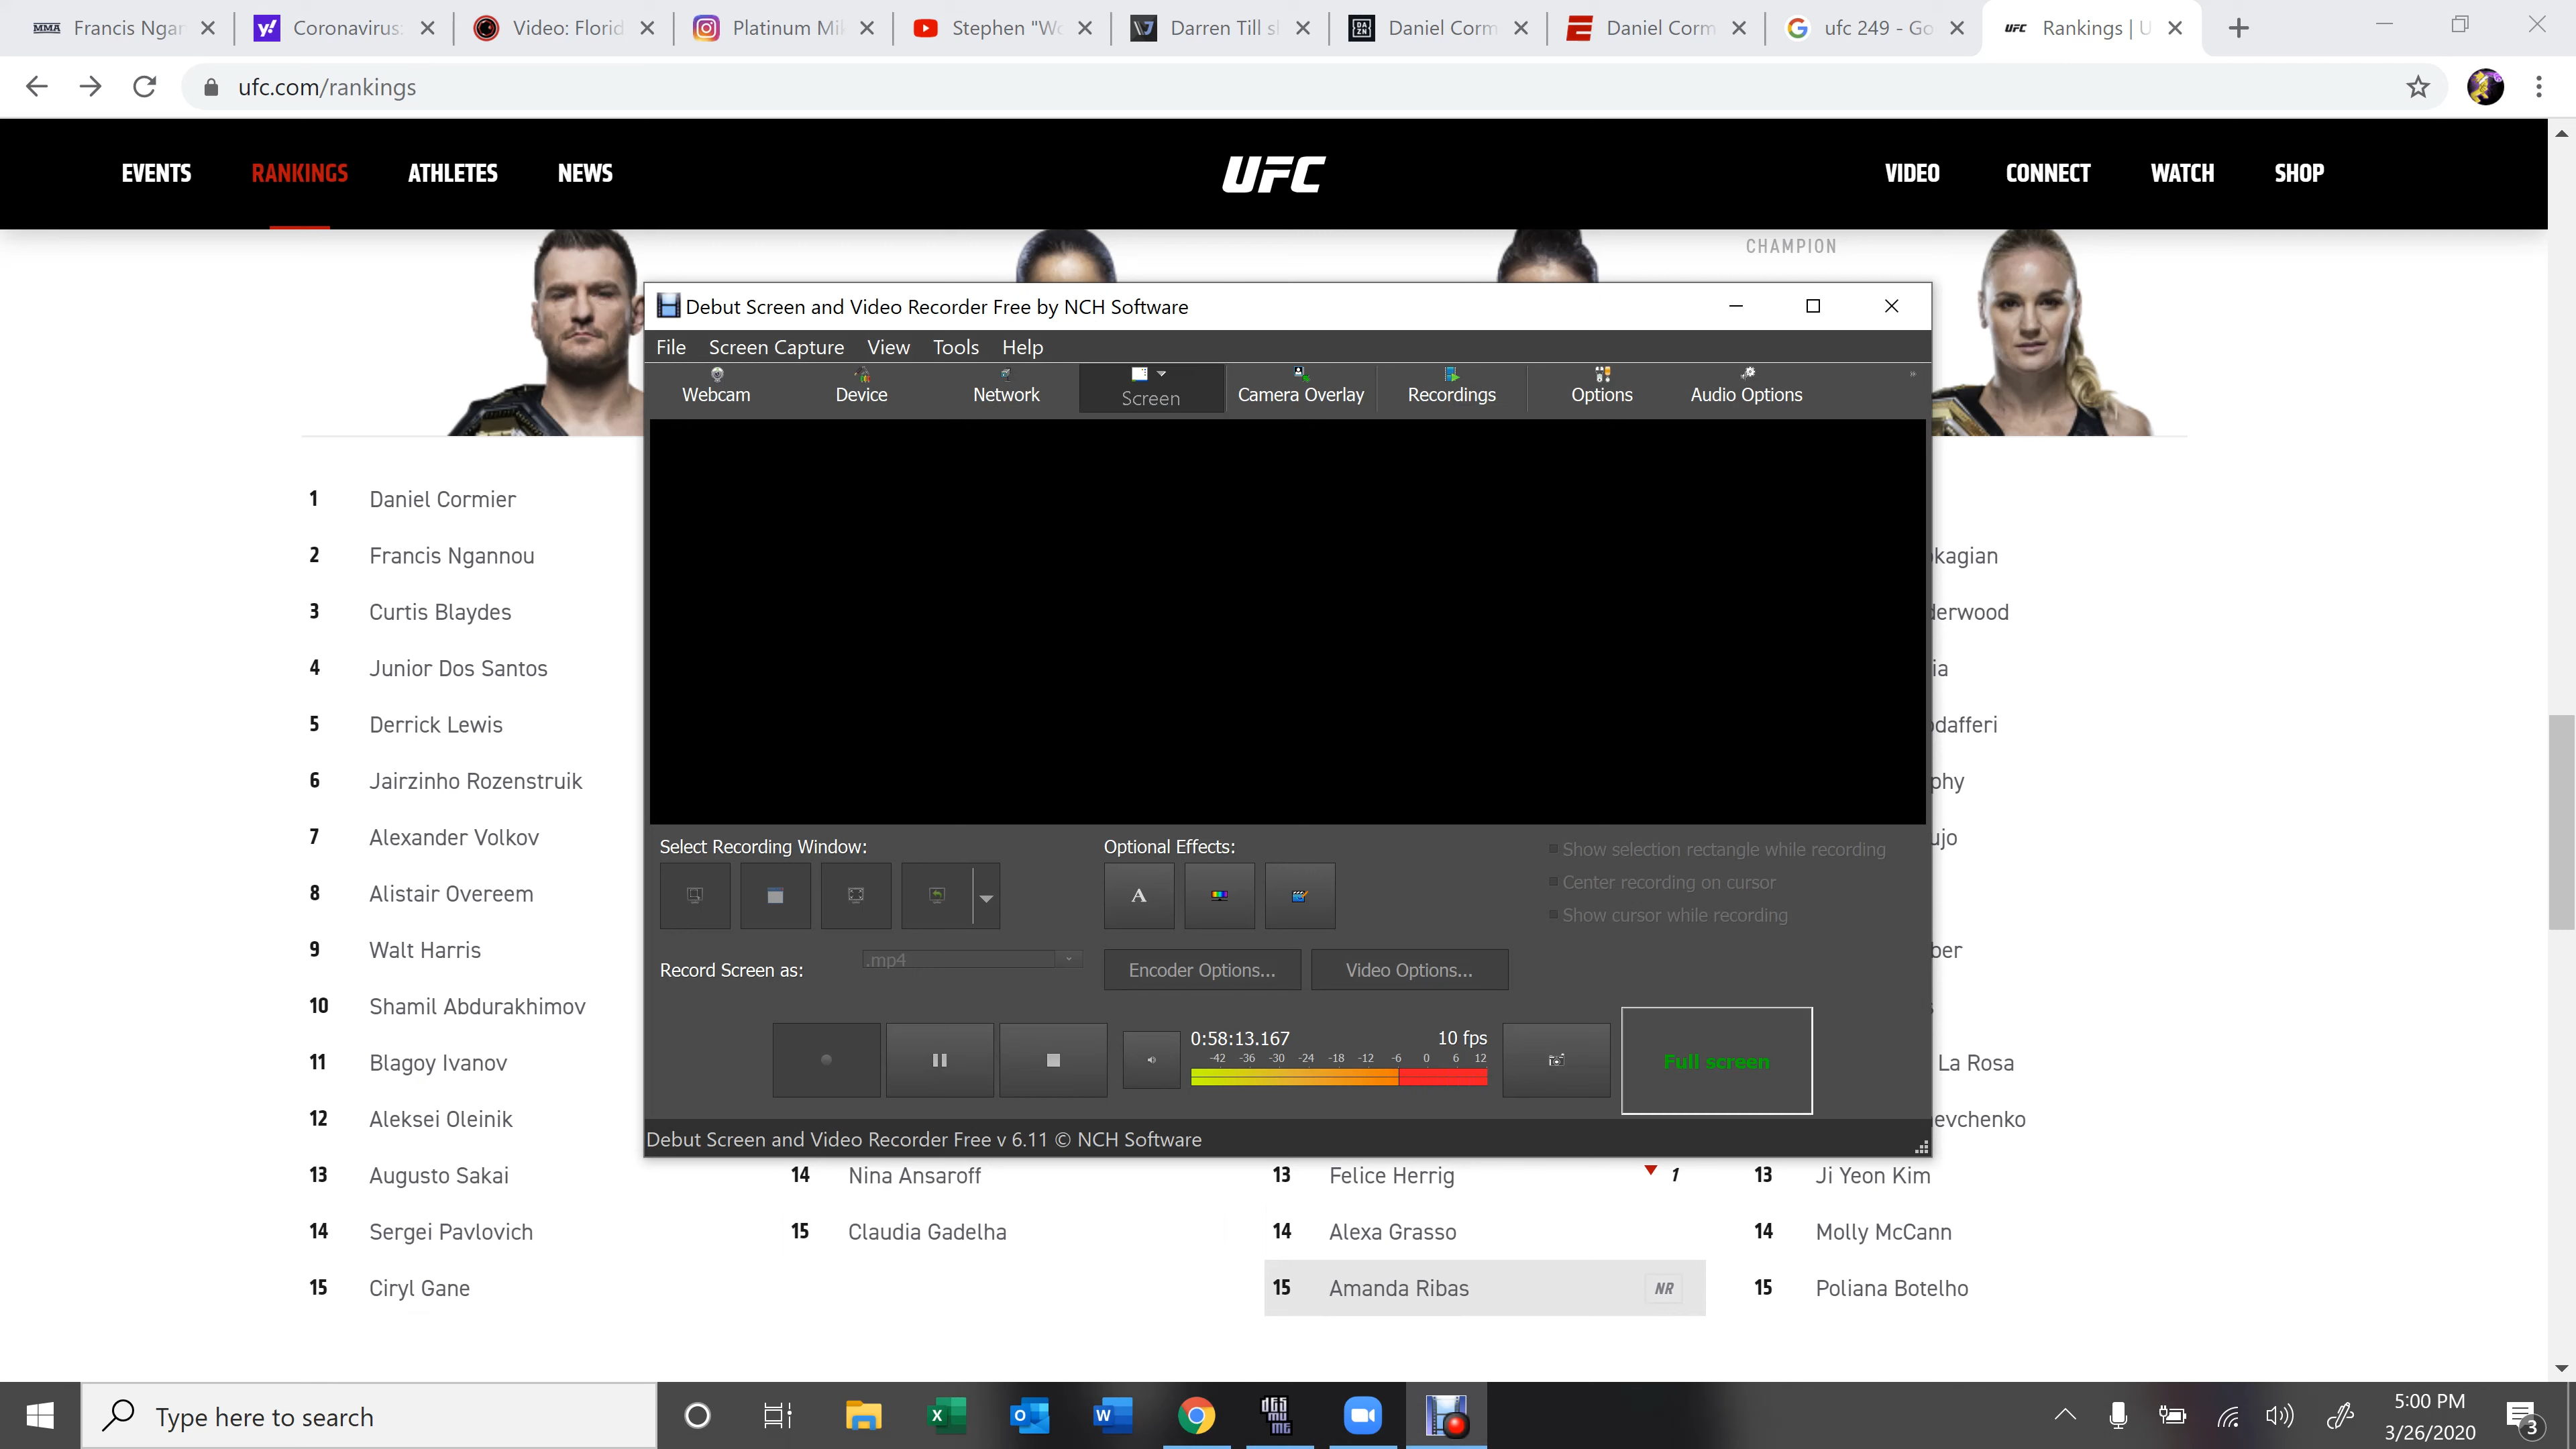 MMA Francis Ngan
y! Coronavirus:
Video: Florid
Platinum Mik
Stephen "Wo
Darren Till s
DAZN Daniel Corm
Daniel Corm
ufc 249 - Go
UFC Rankings | U
ufc.com/rankings
EVENTS RANKINGS ATHLETES NEWS UFC VIDEO CONNECT WATCH SHOP
CHAMPION
Debut Screen and Video Recorder Free by NCH Software
File Screen Capture View Tools Help
Webcam Device Network Screen Camera Overlay Recordings Options Audio Options
1 Daniel Cormier
2 Francis Ngannou kagian
3 Curtis Blaydes derwood
4 Junior Dos Santos ia
5 Derrick Lewis dafferi
6 Jairzinho Rozenstruik phy
7 Alexander Volkov ujo
8 Alistair Overeem
9 Walt Harris ber
10 Shamil Abdurakhimov s
11 Blagoy Ivanov La Rosa
12 Aleksei Oleinik evchenko
Select Recording Window: Optional Effects:
Show selection rectangle while recording
Center recording on cursor
Show cursor while recording
A
Record Screen as: .mp4 Encoder Options... Video Options...
0:58:13.167 10 fps
-42 -36 -30 -24 -18 -12 -6 0 6 12
Full screen
Debut Screen and Video Recorder Free v 6.11 © NCH Software
13 Augusto Sakai 14 Nina Ansaroff 13 Felice Herrig 1 13 Ji Yeon Kim
14 Sergei Pavlovich 15 Claudia Gadelha 14 Alexa Grasso 14 Molly McCann
15 Ciryl Gane 15 Amanda Ribas NR 15 Poliana Botelho
Type here to search
5:00 PM
3/26/2020
3